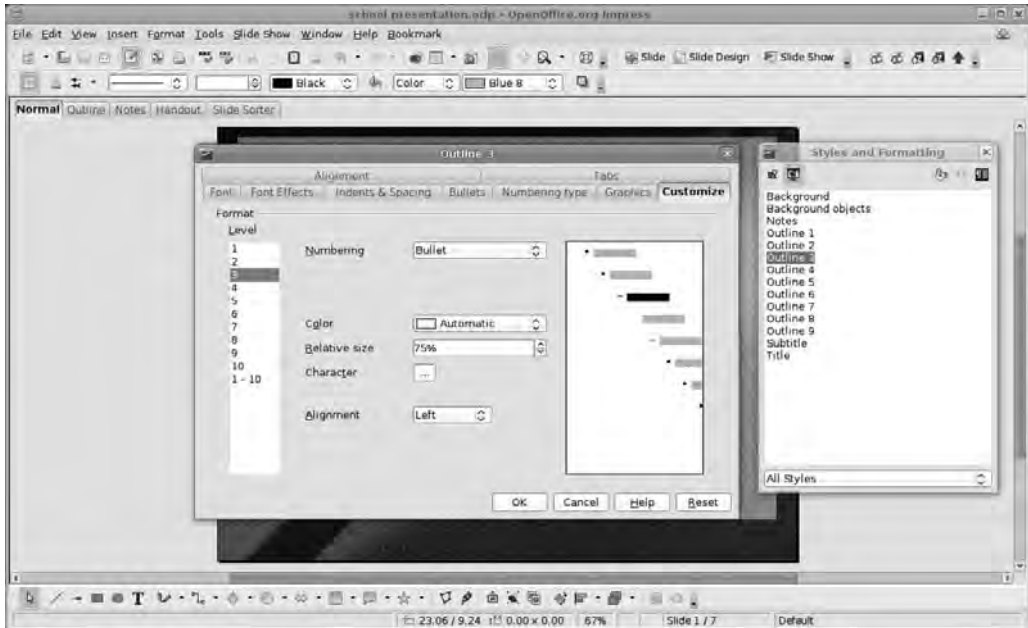 school presentation.odp - OpenOffice.org Impress
File Edit View Insert Format Tools Slide Show Window Help Bookmark
Slide Slide Design Slide Show
Black Color Blue 8
Normal Outline Notes Handout Slide Sorter
Outline 3
Alignment Tabs
Font Font Effects Indents & Spacing Bullets Numbering type Graphics Customize
Format
Level
1
2
3
4
5
6
7
8
9
10
1 - 10
Numbering Bullet
Color Automatic
Relative size 75%
Character ...
Alignment Left
OK Cancel Help Reset
Styles and Formatting
Background
Background objects
Notes
Outline 1
Outline 2
Outline 3
Outline 4
Outline 5
Outline 6
Outline 7
Outline 8
Outline 9
Subtitle
Title
All Styles
T
23.06 / 9.24 0.00 x 0.00 67% Slide 1 / 7 Default